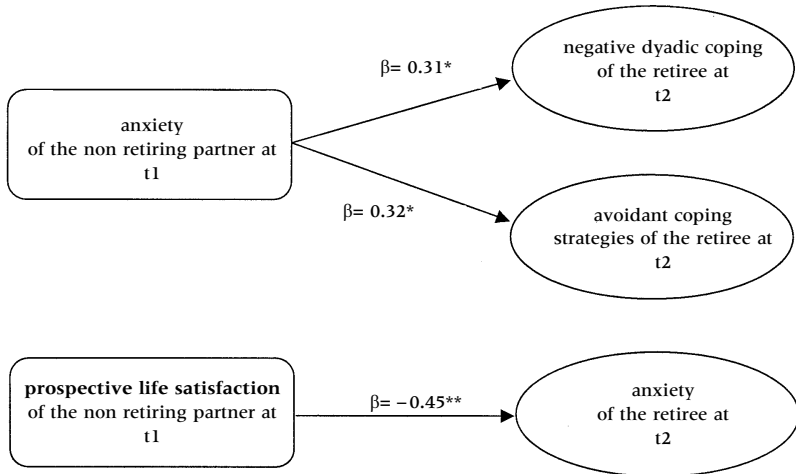 negative dyadic coping
of the retiree at
t2
β= 0.31*
anxiety
of the non retiring partner at
t1
β= 0.32*
avoidant coping
strategies of the retiree at
t2
prospective life satisfaction
of the non retiring partner at
t1
β= −0.45**
anxiety
of the retiree at
t2